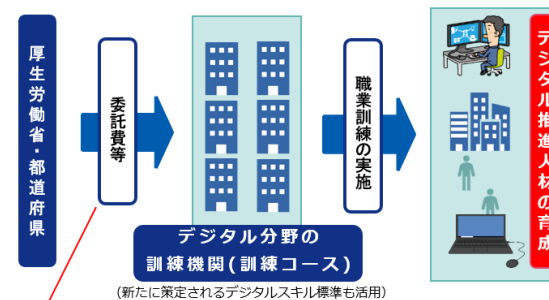 厚生労働省・都道府県
委託費等
職業訓練の実施
デジタル推進人材の育成
デジタル分野の
訓練機関(訓練コース)
(新たに策定されるデジタルスキル標準も活用)